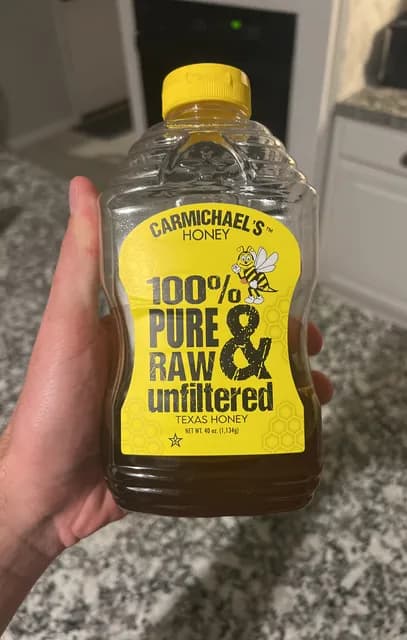 CARMICHAEL'S™
HONEY
100%
PURE &
RAW
unfiltered
TEXAS HONEY
NET WT. 40 oz. (1,134g)